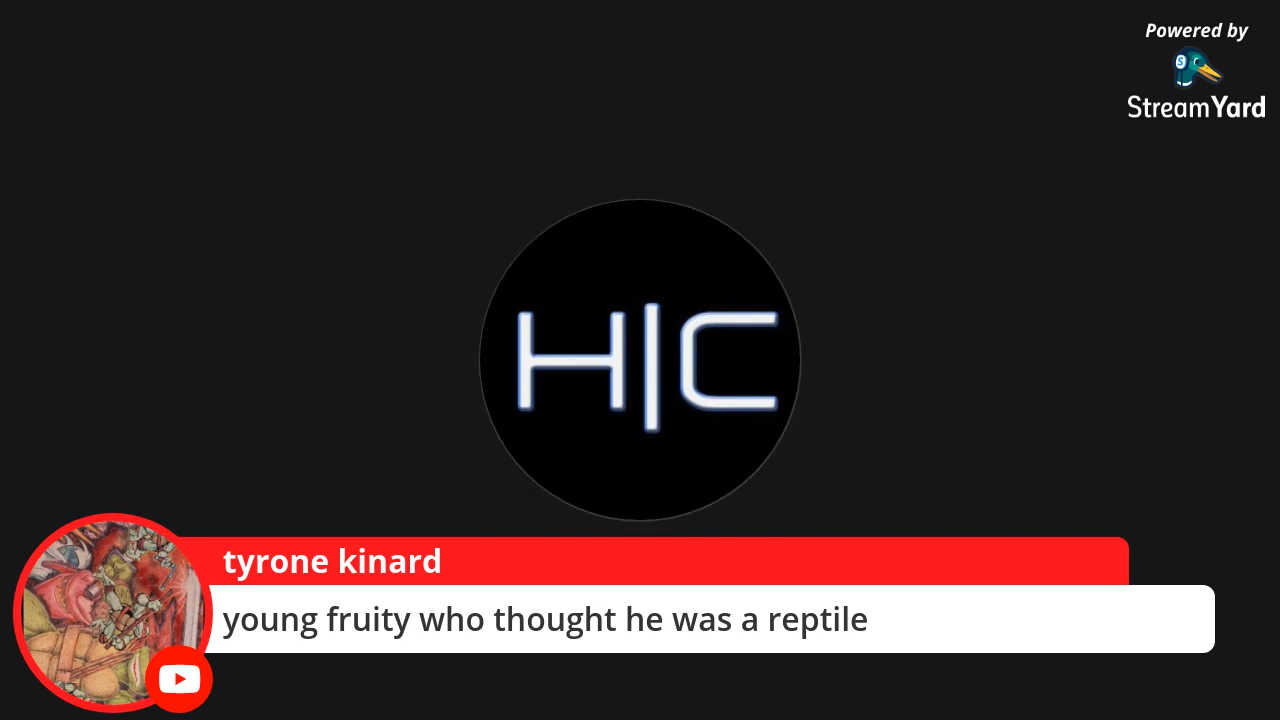 Powered by
StreamYard
H|C
tyrone kinard
young fruity who thought he was a reptile